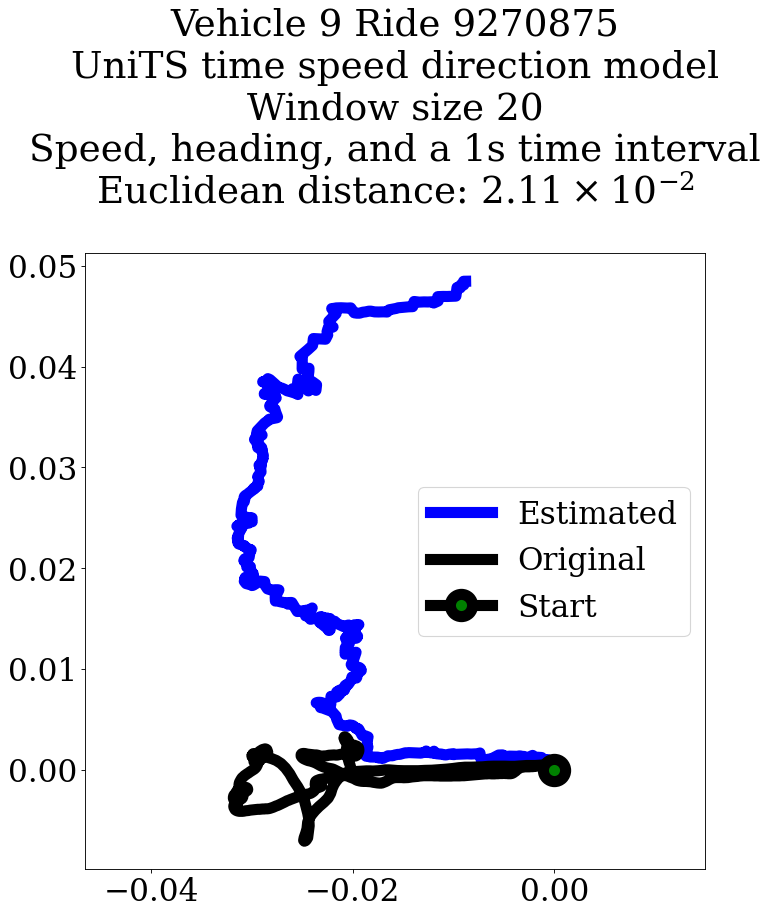 Vehicle 9 Ride 9270875
UniTS time speed direction model
Window size 20
Speed, heading, and a 1s time interval
Euclidean distance: 2.11 × 10⁻²
0.05
0.04
0.03
0.02
0.01
0.00
Estimated
Original
Start
−0.04 −0.02 0.00